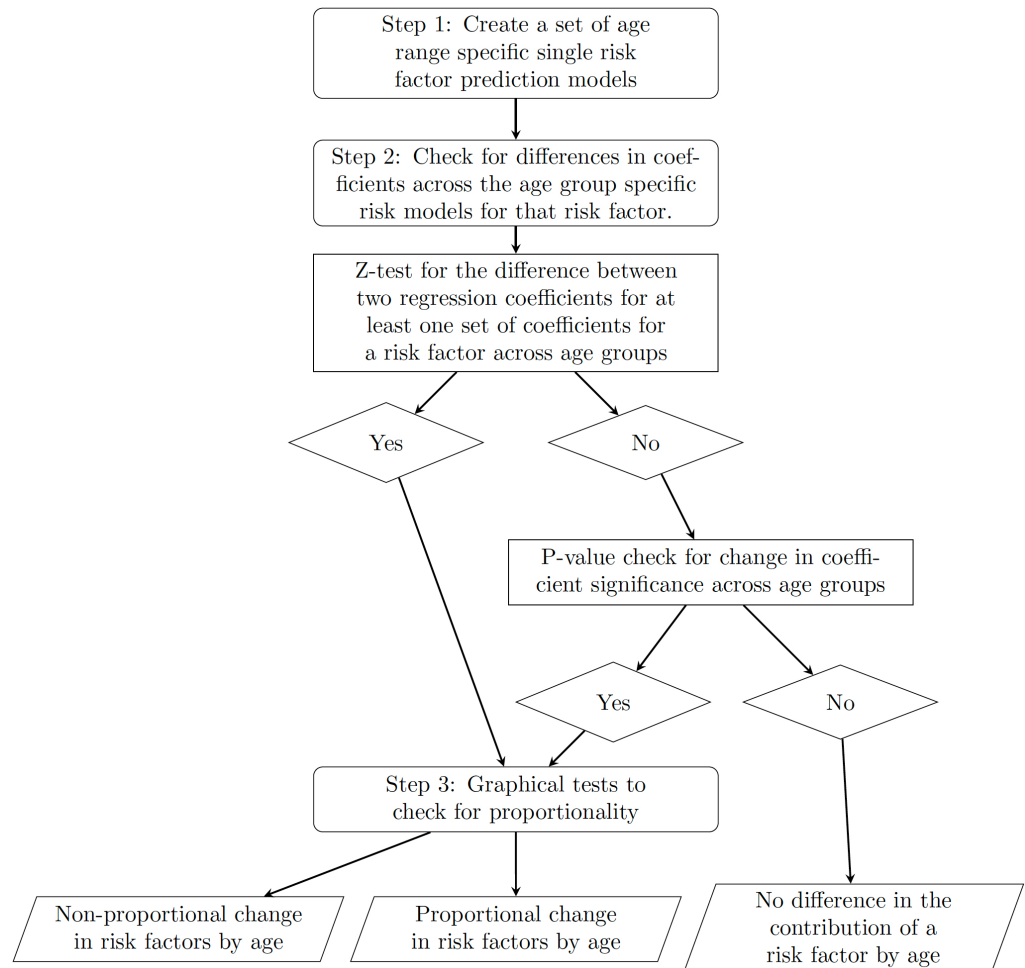 Step 1: Create a set of age
range specific single risk
factor prediction models
Step 2: Check for differences in coef-
ficients across the age group specific
risk models for that risk factor.
Z-test for the difference between
two regression coefficients for at
least one set of coefficients for
a risk factor across age groups
Yes
No
P-value check for change in coeffi-
cient significance across age groups
Yes
No
Step 3: Graphical tests to
check for proportionality
Non-proportional change
in risk factors by age
Proportional change
in risk factors by age
No difference in the
contribution of a
risk factor by age